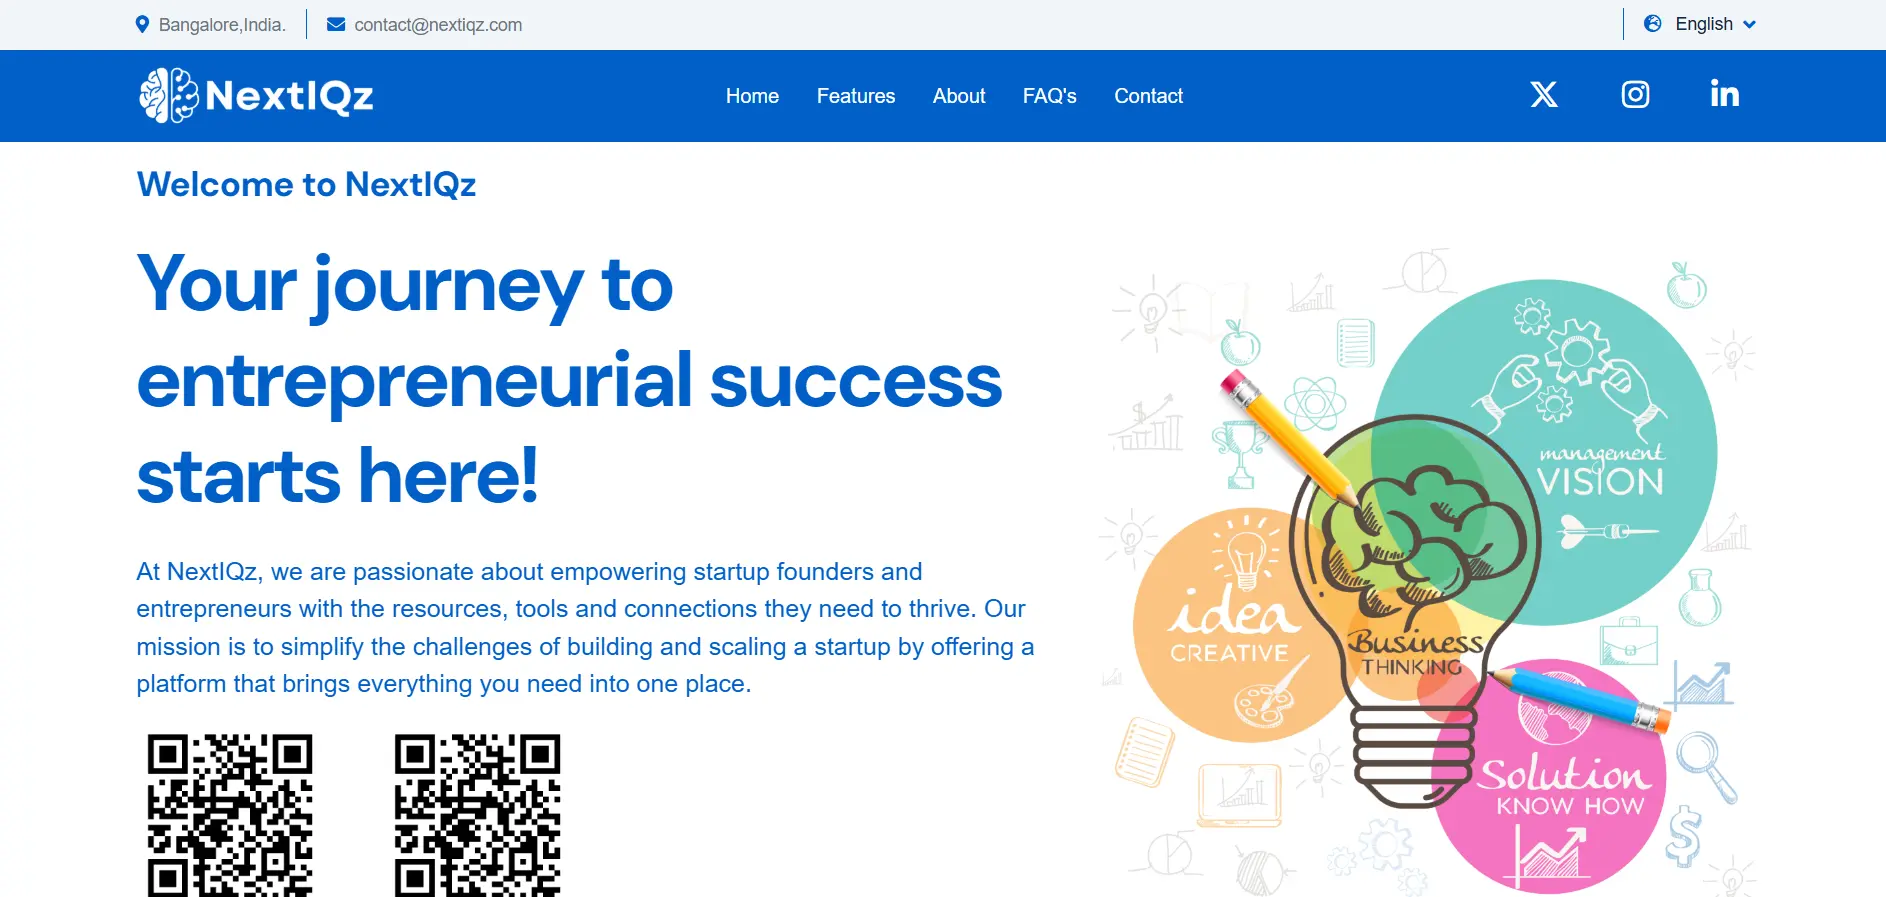 Bangalore,India.
contact@nextiqz.com
English
NextIQz
Home
Features
About
FAQ's
Contact
Welcome to NextIQz
Your journey to
entrepreneurial success
starts here!
At NextIQz, we are passionate about empowering startup founders and
entrepreneurs with the resources, tools and connections they need to thrive. Our
mission is to simplify the challenges of building and scaling a startup by offering a
platform that brings everything you need into one place.
management
VISION
idea
CREATIVE
Business
THINKING
Solution
KNOW HOW